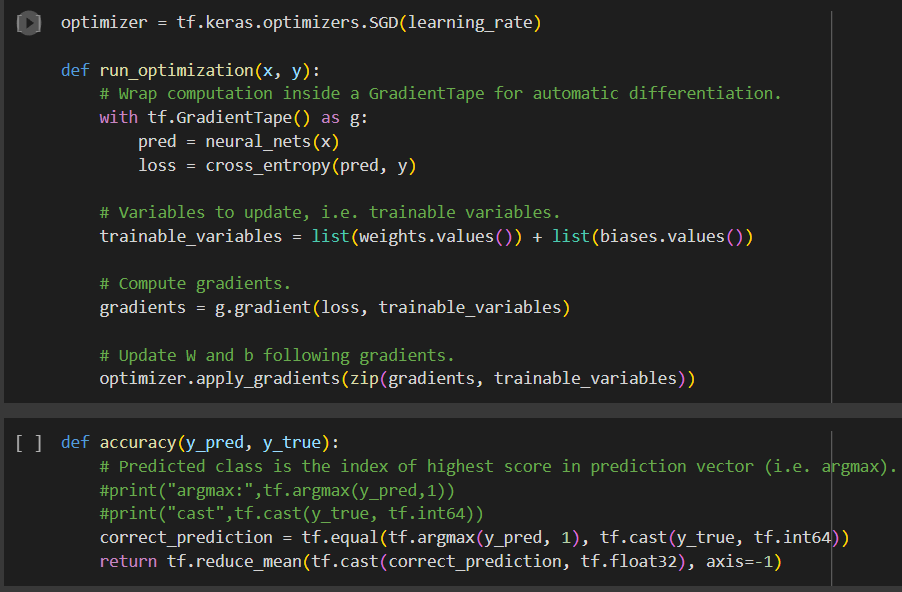 optimizer = tf.keras.optimizers.SGD(learning_rate)
def run_optimization(x, y):
# Wrap computation inside a GradientTape for automatic differentiation.
with tf.GradientTape() as g:
pred = neural_nets(x)
loss = cross_entropy(pred, y)
# Variables to update, i.e. trainable variables.
trainable_variables = list(weights.values()) + list(biases.values())
# Compute gradients.
gradients = g.gradient(loss, trainable_variables)
# Update W and b following gradients.
optimizer.apply_gradients(zip(gradients, trainable_variables))
[ ] def accuracy(y_pred, y_true):
# Predicted class is the index of highest score in prediction vector (i.e. argmax).
#print("argmax:",tf.argmax(y_pred,1))
#print("cast",tf.cast(y_true, tf.int64))
correct_prediction = tf.equal(tf.argmax(y_pred, 1), tf.cast(y_true, tf.int64))
return tf.reduce_mean(tf.cast(correct_prediction, tf.float32), axis=-1)